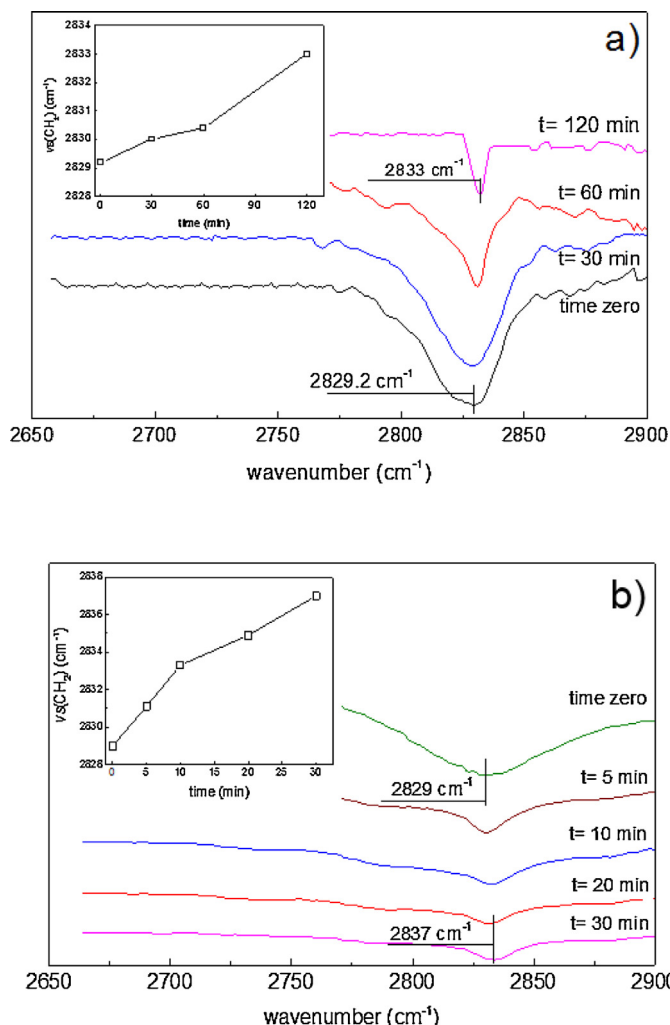 a)
2834
2833
2832
2831
2830
2829
2828
νs(CH₂) (cm⁻¹)
0 30 60 90 120
time (min)
t= 120 min
2833 cm⁻¹
t= 60 min
t= 30 min
time zero
2829.2 cm⁻¹
2650 2700 2750 2800 2850 2900
wavenumber (cm⁻¹)
b)
2838
2836
2834
2831
2830
2828
νs(CH₂) (cm⁻¹)
0 5 10 20 25 30
time (min)
time zero
2829 cm⁻¹
t= 5 min
t= 10 min
t= 20 min
2837 cm⁻¹
t= 30 min
2650 2700 2750 2800 2850 2900
wavenumber (cm⁻¹)